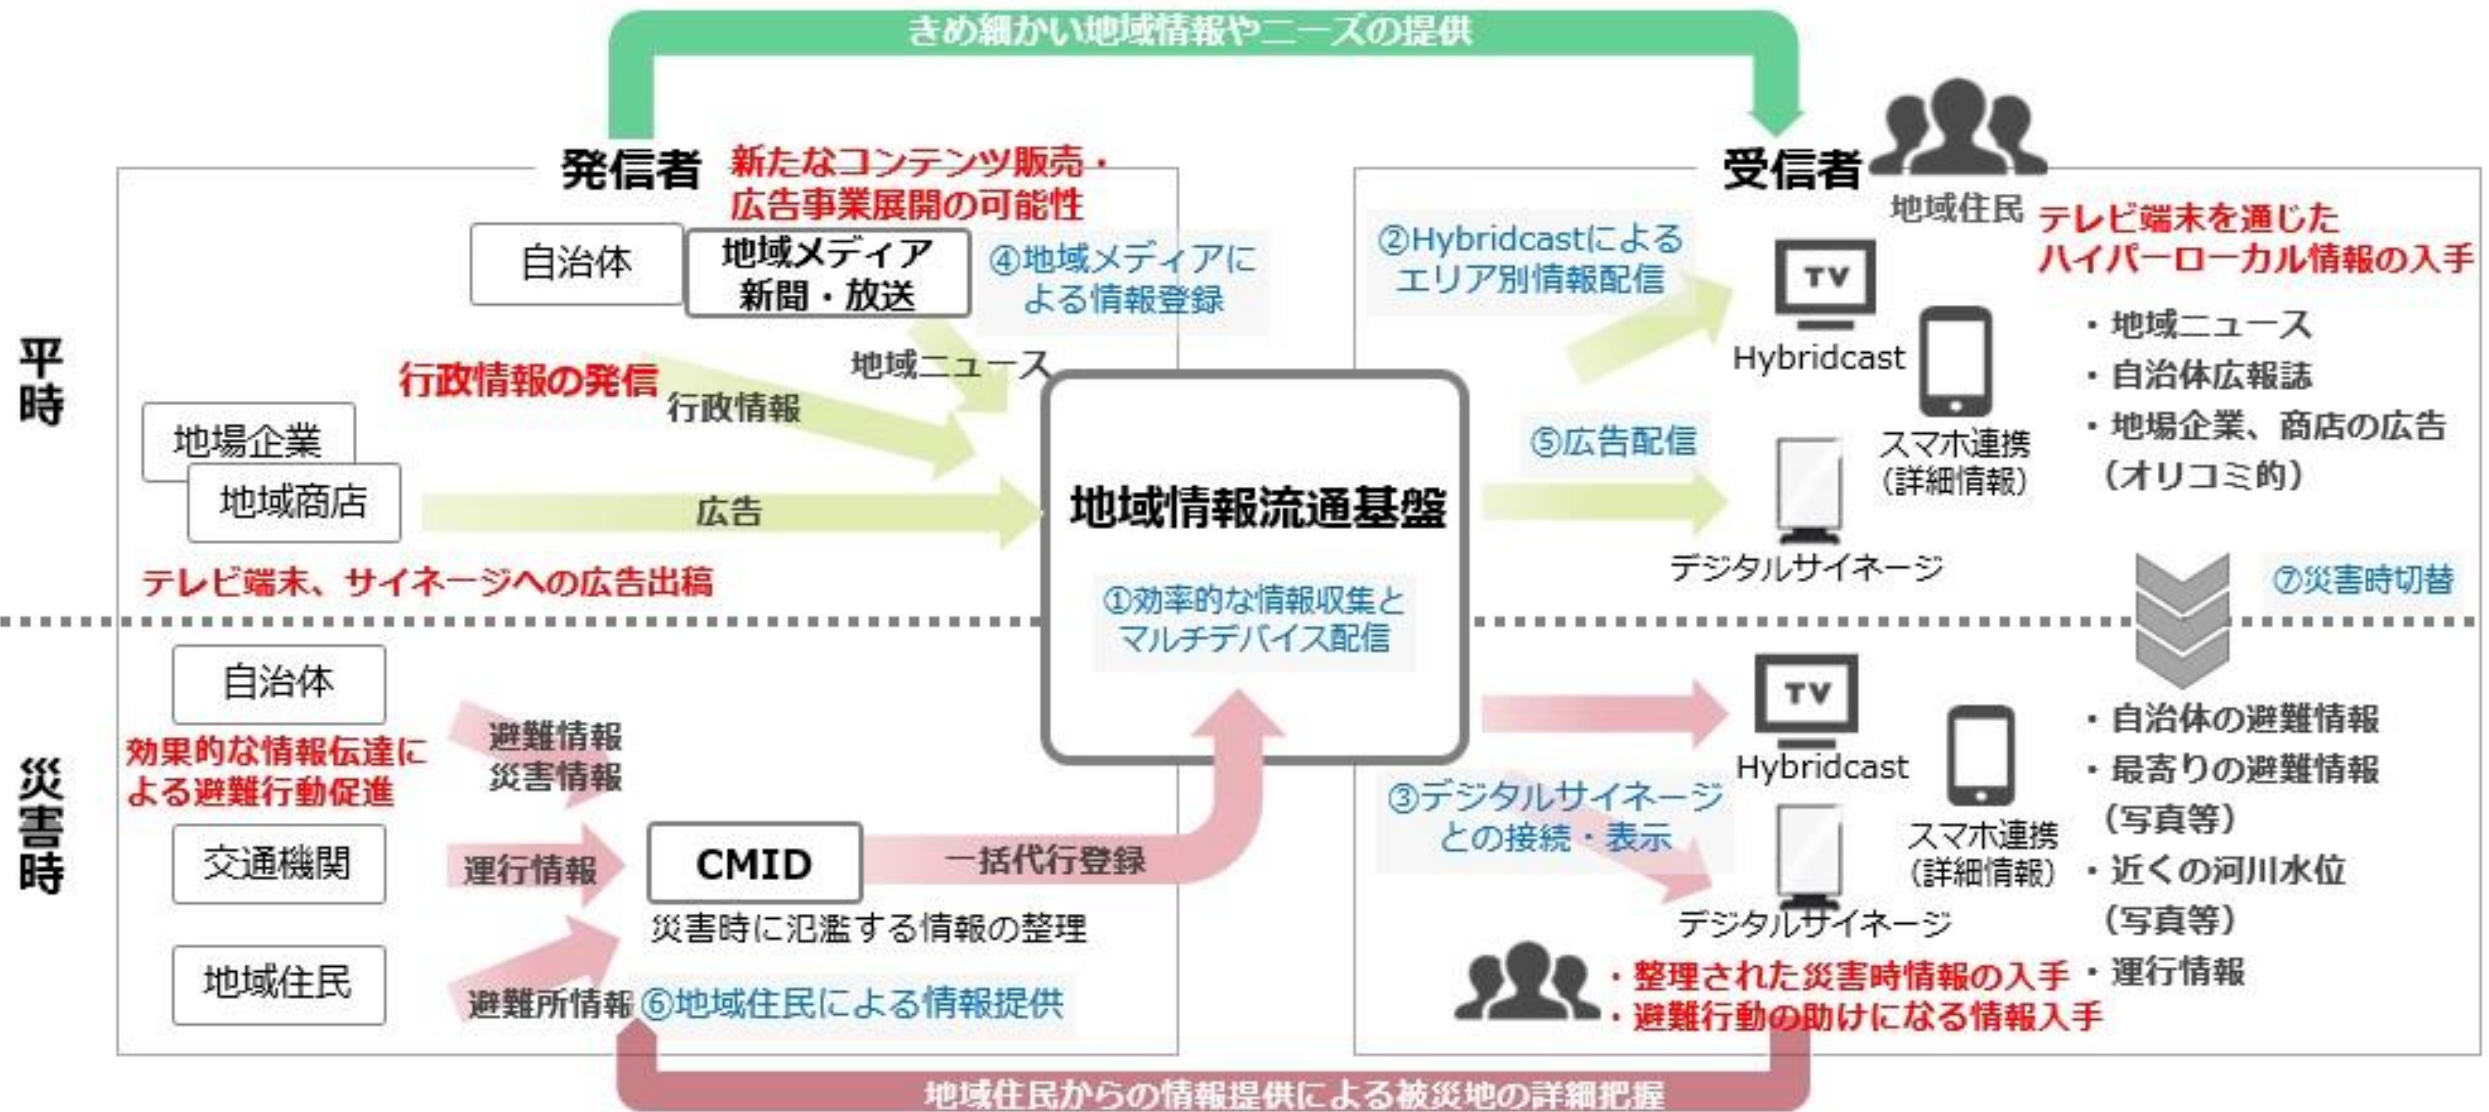 きめ細かい地域情報やニーズの提供
発信者
新たなコンテンツ販売・
広告事業展開の可能性
自治体
地域メディア
新聞・放送
④地域メディアに
よる情報登録
平時
行政情報の発信
地域ニュース
行政情報
地場企業
地域商店
広告
テレビ端末、サイネージへの広告出稿
地域情報流通基盤
①効率的な情報収集と
マルチデバイス配信
受信者
地域住民
テレビ端末を通じた
ハイパーローカル情報の入手
②Hybridcastによる
エリア別情報配信
TV
Hybridcast
スマホ連携
(詳細情報)
⑤広告配信
デジタルサイネージ
・地域ニュース
・自治体広報誌
・地場企業、商店の広告
(オリコミ的)
⑦災害時切替
災害時
自治体
効果的な情報伝達に
よる避難行動促進
避難情報
災害情報
交通機関
運行情報
CMID
一括代行登録
災害時に氾濫する情報の整理
地域住民
避難所情報
⑥地域住民による情報提供
TV
Hybridcast
③デジタルサイネージ
との接続・表示
スマホ連携
(詳細情報)
デジタルサイネージ
・自治体の避難情報
・最寄りの避難情報
(写真等)
・近くの河川水位
(写真等)
・運行情報
・整理された災害時情報の入手
・避難行動の助けになる情報入手
地域住民からの情報提供による被災地の詳細把握